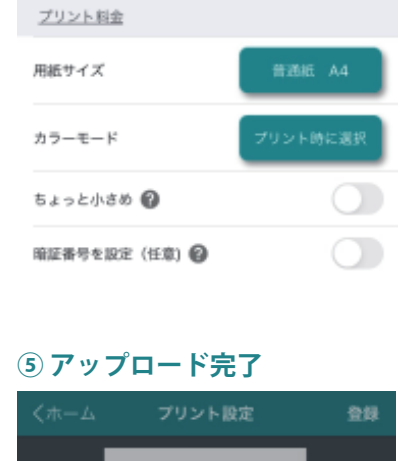 プリント料金
用紙サイズ
普通紙 A4
カラーモード
プリント時に選択
ちょっと小さめ ?
暗証番号を設定（任意) ?
⑤ アップロード完了
〈ホーム プリント設定 登録